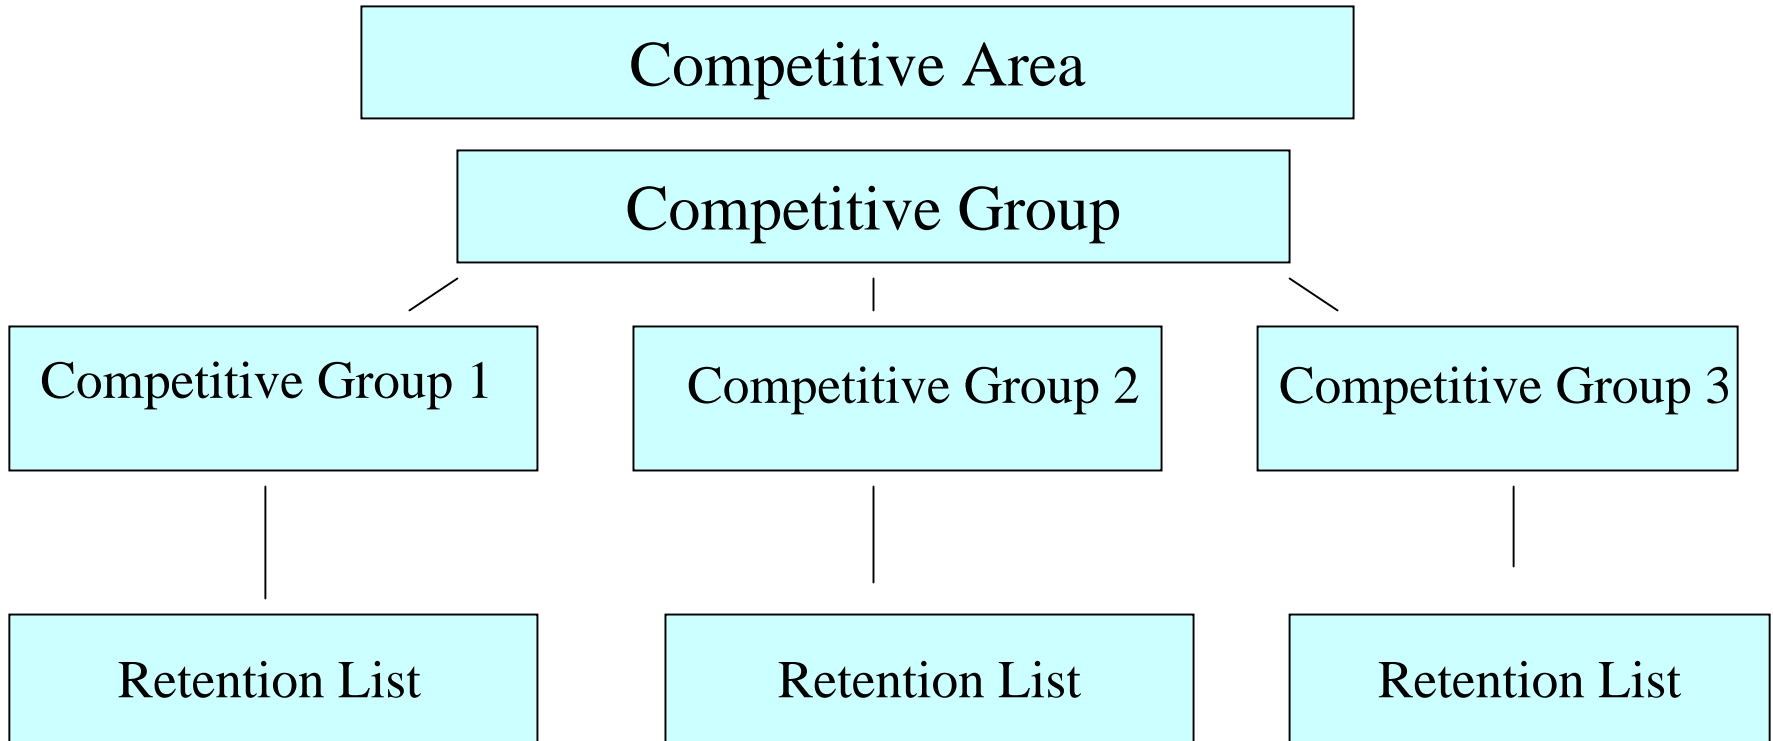 Competitive Area
Competitive Group
Competitive Group 1
Competitive Group 2
Competitive Group 3
Retention List
Retention List
Retention List